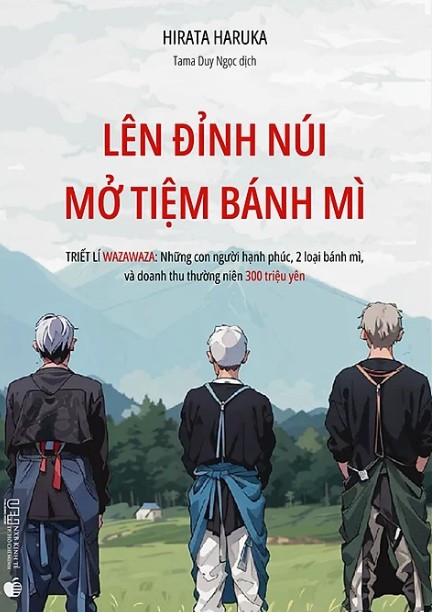 HIRATA HARUKA
Tama Duy Ngọc dịch
LÊN ĐỈNH NÚI
MỞ TIỆM BÁNH MÌ
TRIẾT LÍ WAZAWAZA: Những con người hạnh phúc, 2 loại bánh mì,
và doanh thu thường niên 300 triệu yên